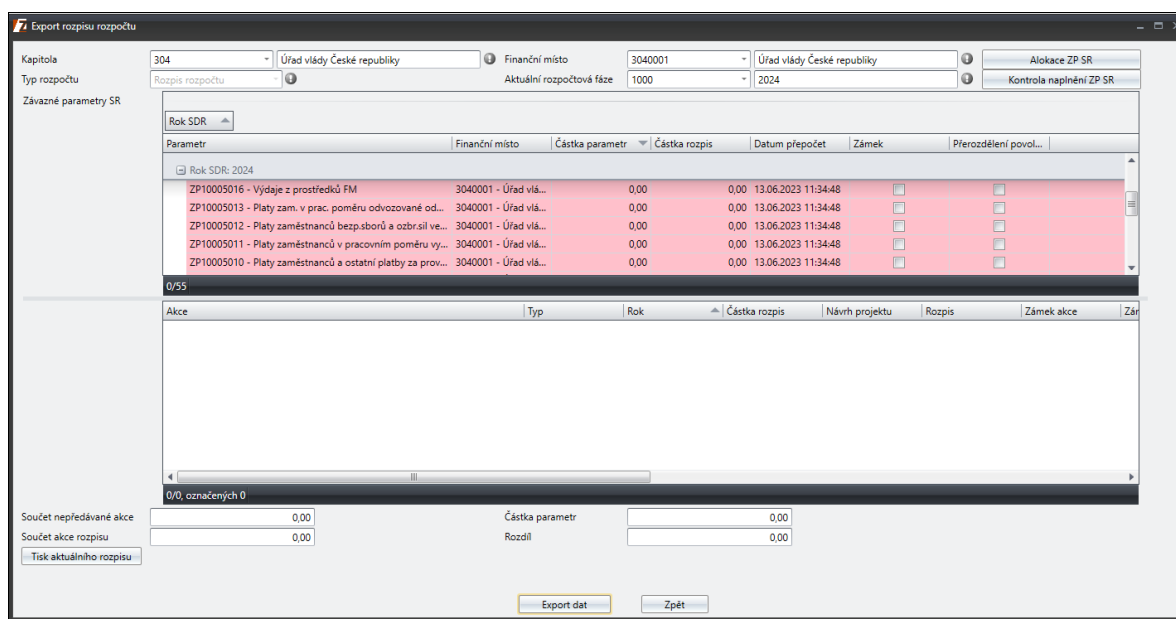 Export rozpisu rozpočtu
Kapitola 304 Úřad vlády České republiky Finanční místo 3040001 Úřad vlády České republiky Alokace ZP SR
Typ rozpočtu Rozpis rozpočtu Aktuální rozpočtová fáze 1000 2024 Kontrola naplnění ZP SR
Závazné parametry SR
Rok SDR
Parametr Finanční místo Částka parametr Částka rozpis Datum přepočet Zámek Přerozdělení povol...
Rok SDR: 2024
ZP10005016 - Výdaje z prostředků FM 3040001 - Úřad vlá... 0,00 0,00 13.06.2023 11:34:48
ZP10005013 - Platy zam. v prac. poměru odvozované od... 3040001 - Úřad vlá... 0,00 0,00 13.06.2023 11:34:48
ZP10005012 - Platy zaměstnanců bezp.sborů a ozbr.sil ve... 3040001 - Úřad vlá... 0,00 0,00 13.06.2023 11:34:48
ZP10005011 - Platy zaměstnanců v pracovním poměru vy... 3040001 - Úřad vlá... 0,00 0,00 13.06.2023 11:34:48
ZP10005010 - Platy zaměstnanců a ostatní platby za prov... 3040001 - Úřad vlá... 0,00 0,00 13.06.2023 11:34:48
0/55
Akce Typ Rok Částka rozpis Návrh projektu Rozpis Zámek akce Zár
0/0, označených 0
Součet nepředávané akce 0,00 Částka parametr 0,00
Součet akce rozpisu 0,00 Rozdíl 0,00
Tisk aktuálního rozpisu
Export dat Zpět